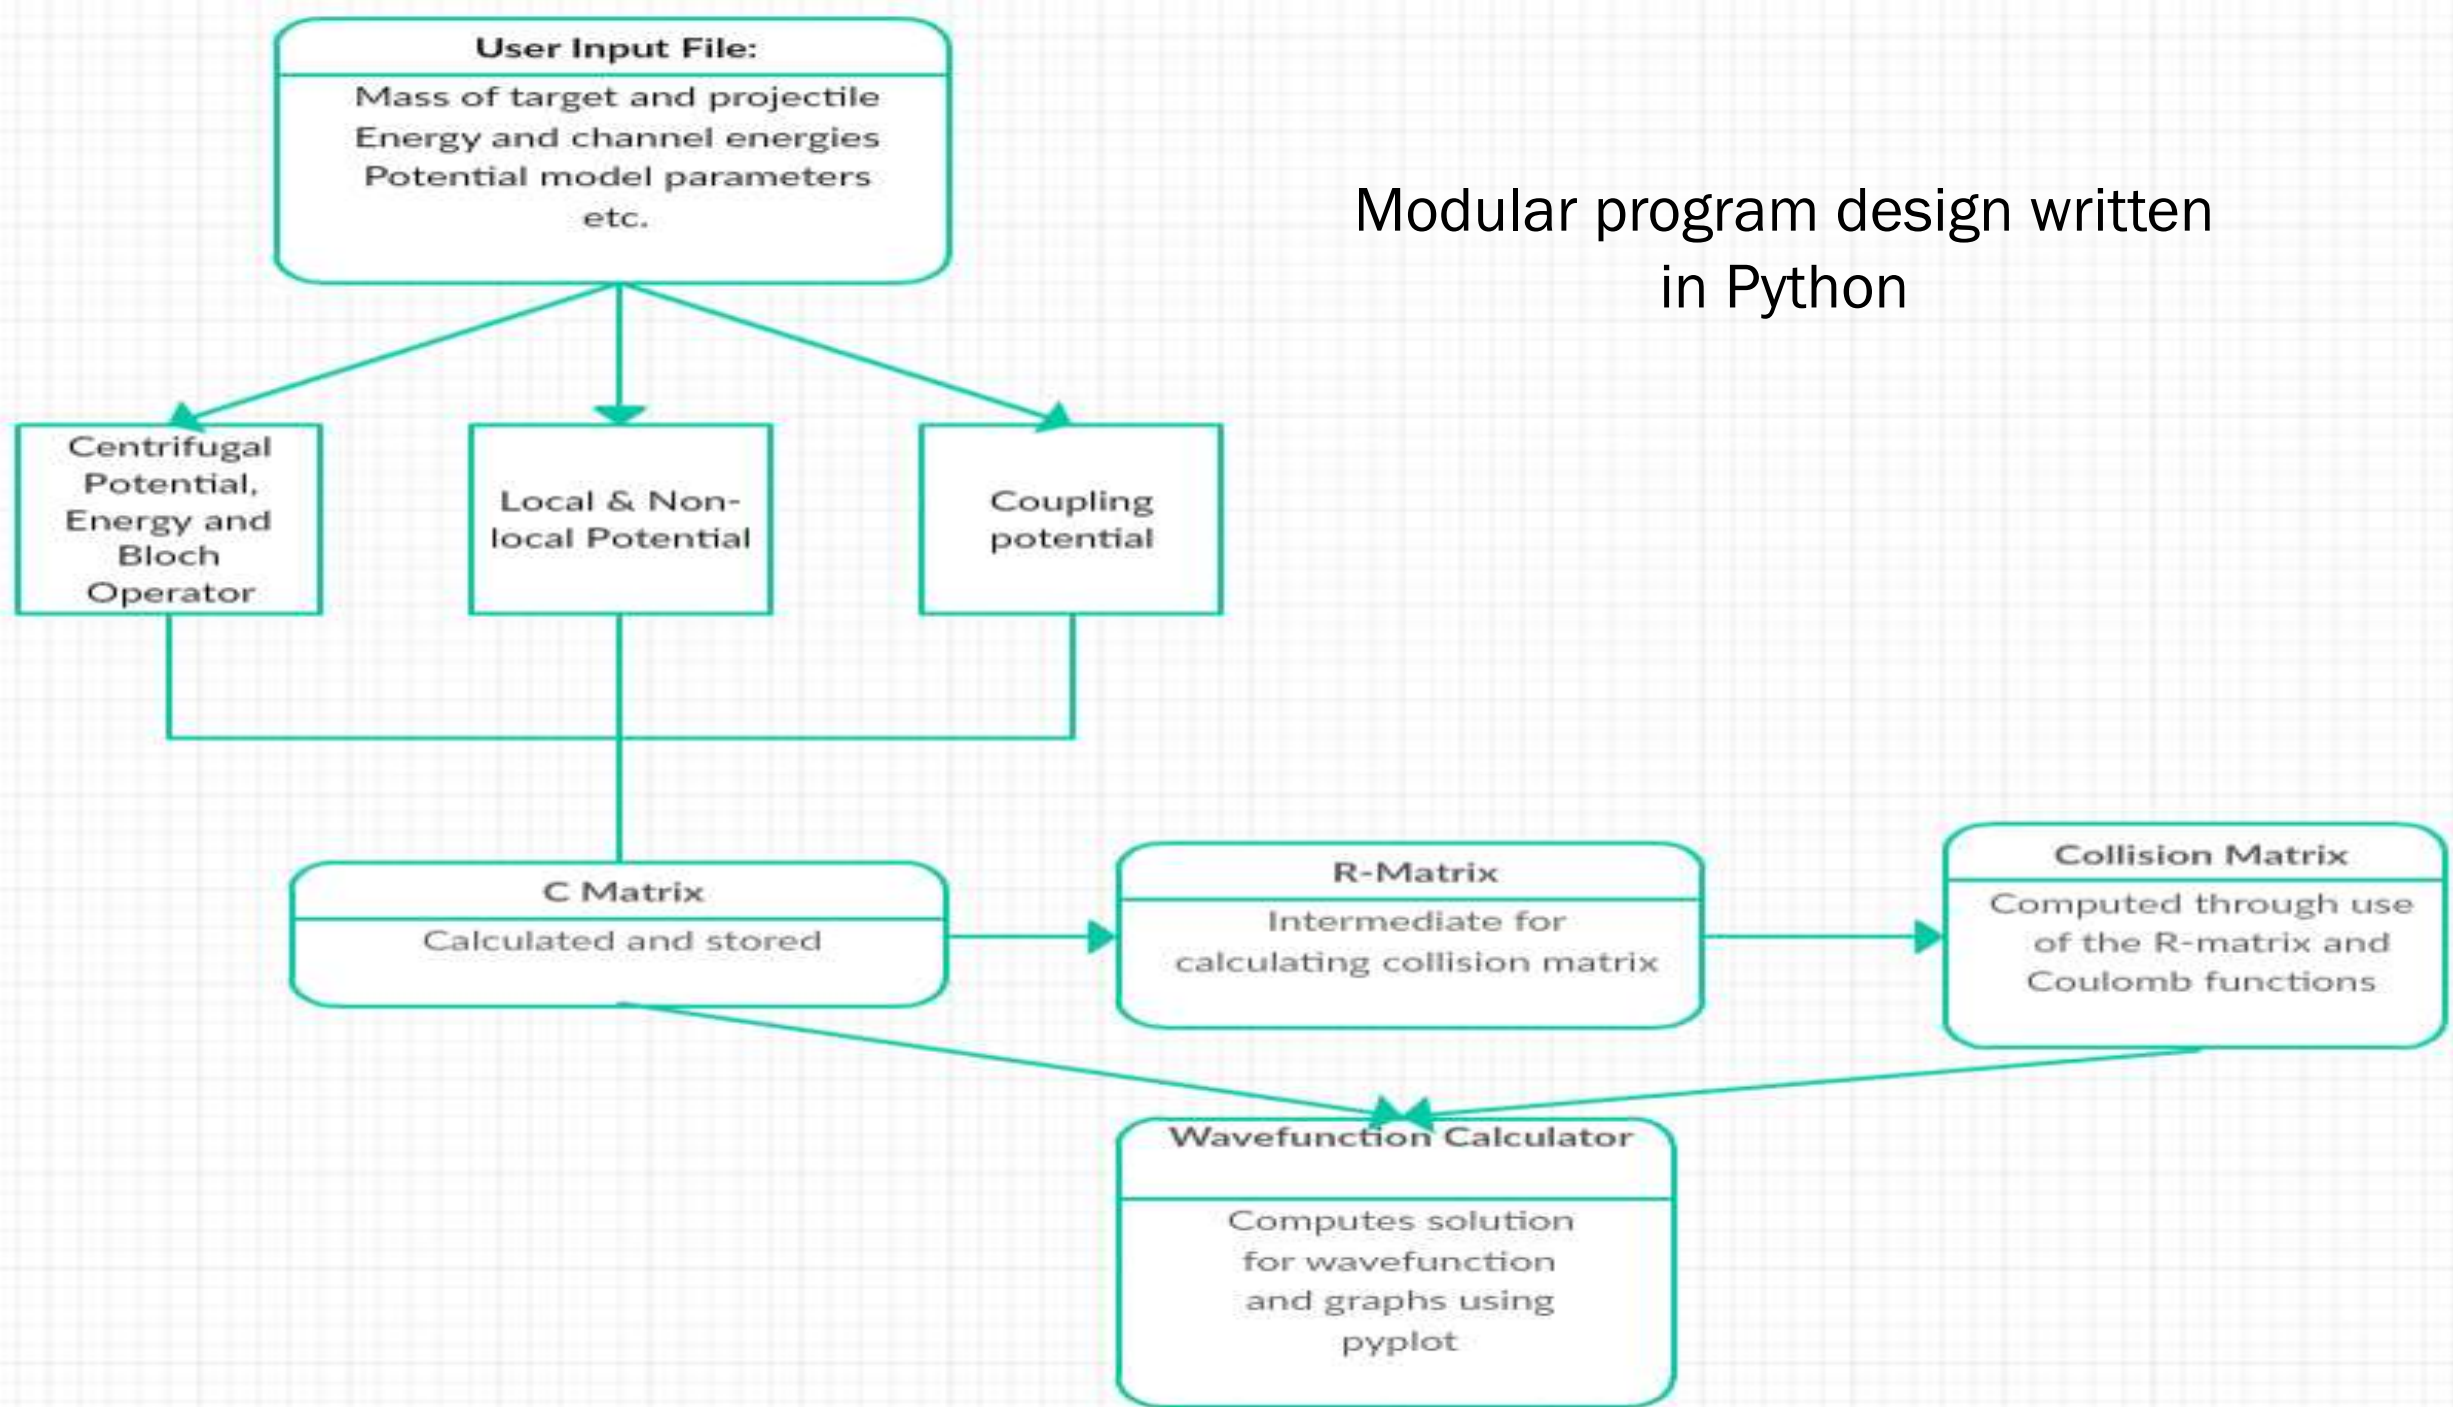 User Input File:
Mass of target and projectile
Energy and channel energies
Potential model parameters
etc.
Modular program design written
in Python
Centrifugal
Potential,
Energy and
Bloch
Operator
Local & Non-
local Potential
Coupling
potential
C Matrix
Calculated and stored
R-Matrix
Intermediate for
calculating collision matrix
Collision Matrix
Computed through use
of the R-matrix and
Coulomb functions
Wavefunction Calculator
Computes solution
for wavefunction
and graphs using
pyplot